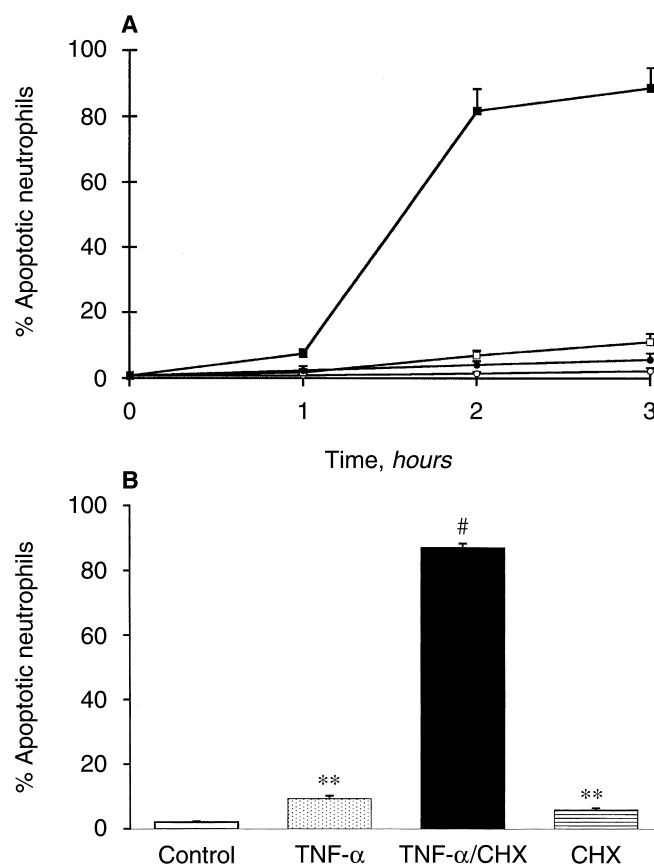 A
% Apoptotic neutrophils
100
80
60
40
20
0
0 1 2 3
Time, hours
B
% Apoptotic neutrophils
100
80
60
40
20
0
**
#
**
Control TNF-α TNF-α/CHX CHX